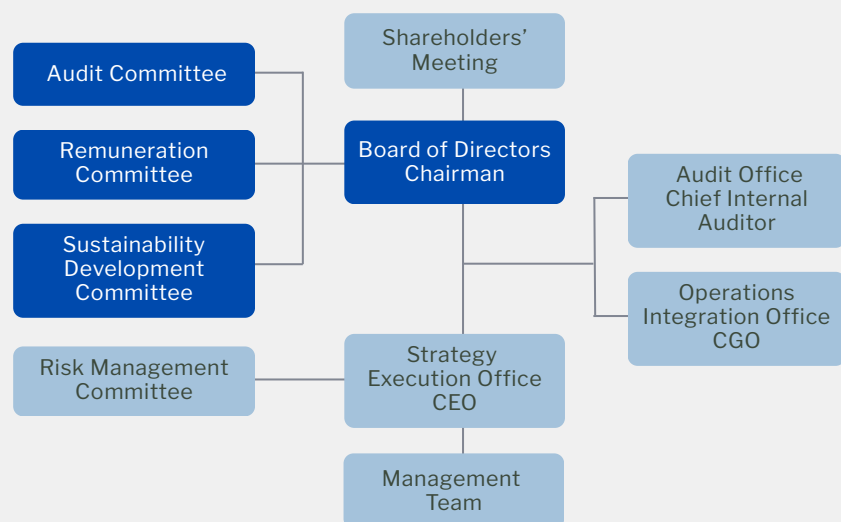 Shareholders’
Meeting
Audit Committee
Board of Directors
Chairman
Remuneration
Committee
Audit Office
Chief Internal
Auditor
Sustainability
Development
Committee
Operations
Integration Office
CGO
Risk Management
Committee
Strategy
Execution Office
CEO
Management
Team